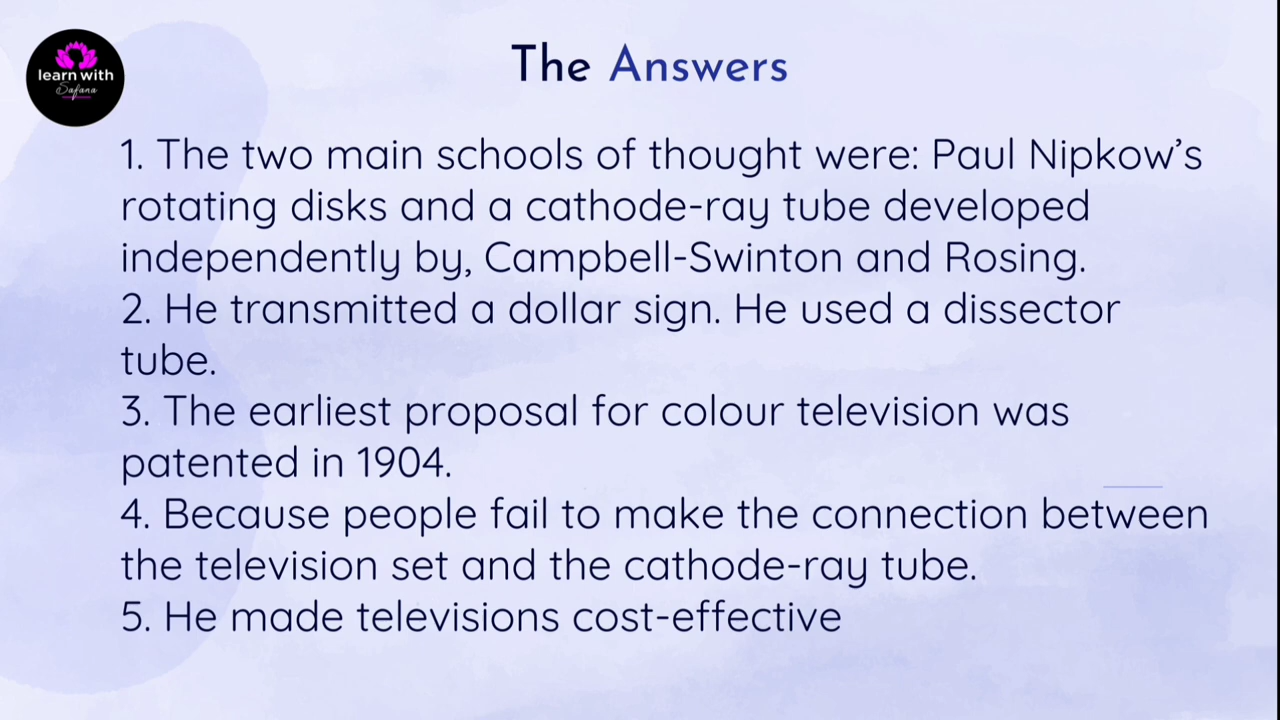 learn with
Safana
The Answers
1. The two main schools of thought were: Paul Nipkow’s
rotating disks and a cathode-ray tube developed
independently by, Campbell-Swinton and Rosing.
2. He transmitted a dollar sign. He used a dissector
tube.
3. The earliest proposal for colour television was
patented in 1904.
4. Because people fail to make the connection between
the television set and the cathode-ray tube.
5. He made televisions cost-effective